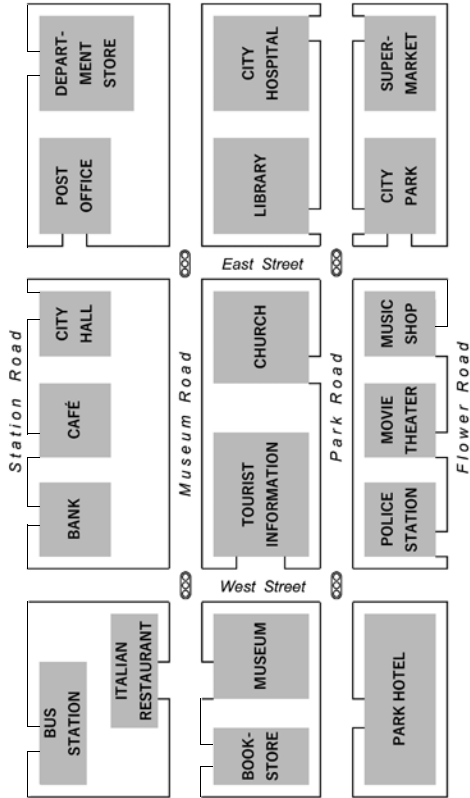 DEPART-
MENT
STORE
CITY
HOSPITAL
SUPER-
MARKET
POST
OFFICE
LIBRARY
CITY
PARK
East Street
CITY
HALL
CHURCH
MUSIC
SHOP
Station Road
CAFÉ
Museum Road
Park Road
MOVIE
THEATER
Flower Road
BANK
TOURIST
INFORMATION
POLICE
STATION
West Street
ITALIAN
RESTAURANT
MUSEUM
BUS
STATION
BOOK-
STORE
PARK HOTEL